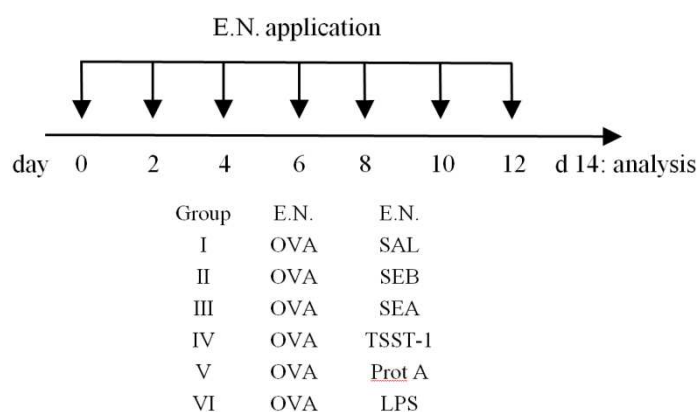 E.N. application
day 0 2 4 6 8 10 12 d 14: analysis
Group E.N. E.N.
I OVA SAL
II OVA SEB
III OVA SEA
IV OVA TSST-1
V OVA Prot A
VI OVA LPS